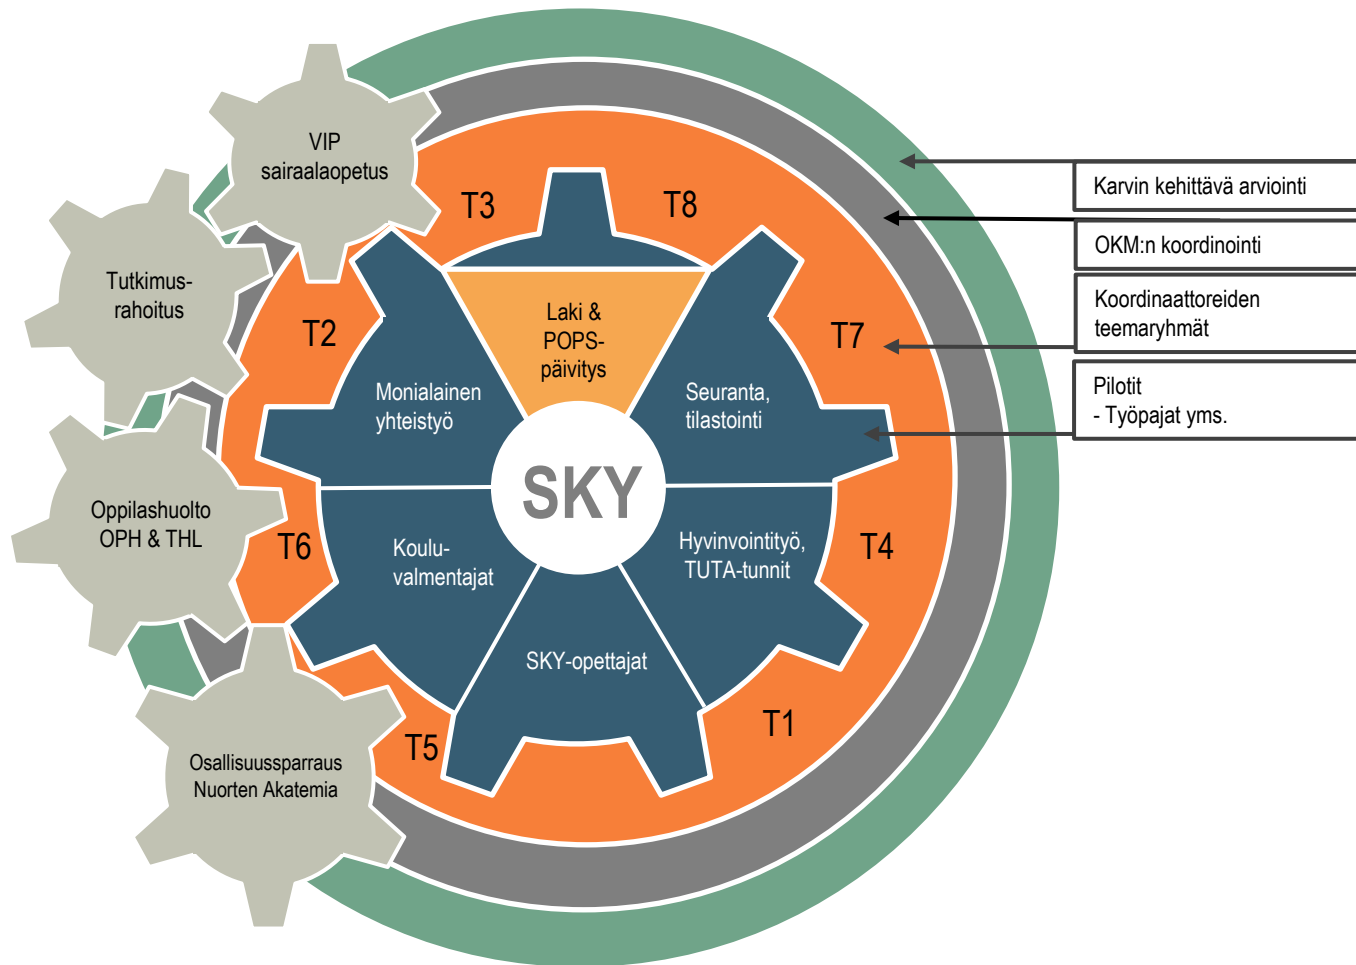 VIP
sairaalaopetus
Tutkimus-
rahoitus
Oppilashuolto
OPH & THL
Osallisuussparraus
Nuorten Akatemia
T3
T8
T2
T7
T6
T4
T5
T1
Laki &
POPS-
päivitys
Monialainen
yhteistyö
Seuranta,
tilastointi
SKY
Koulu-
valmentajat
Hyvinvointityö,
TUTA-tunnit
SKY-opettajat
Karvin kehittävä arviointi
OKM:n koordinointi
Koordinaattoreiden
teemaryhmät
Pilotit
- Työpajat yms.